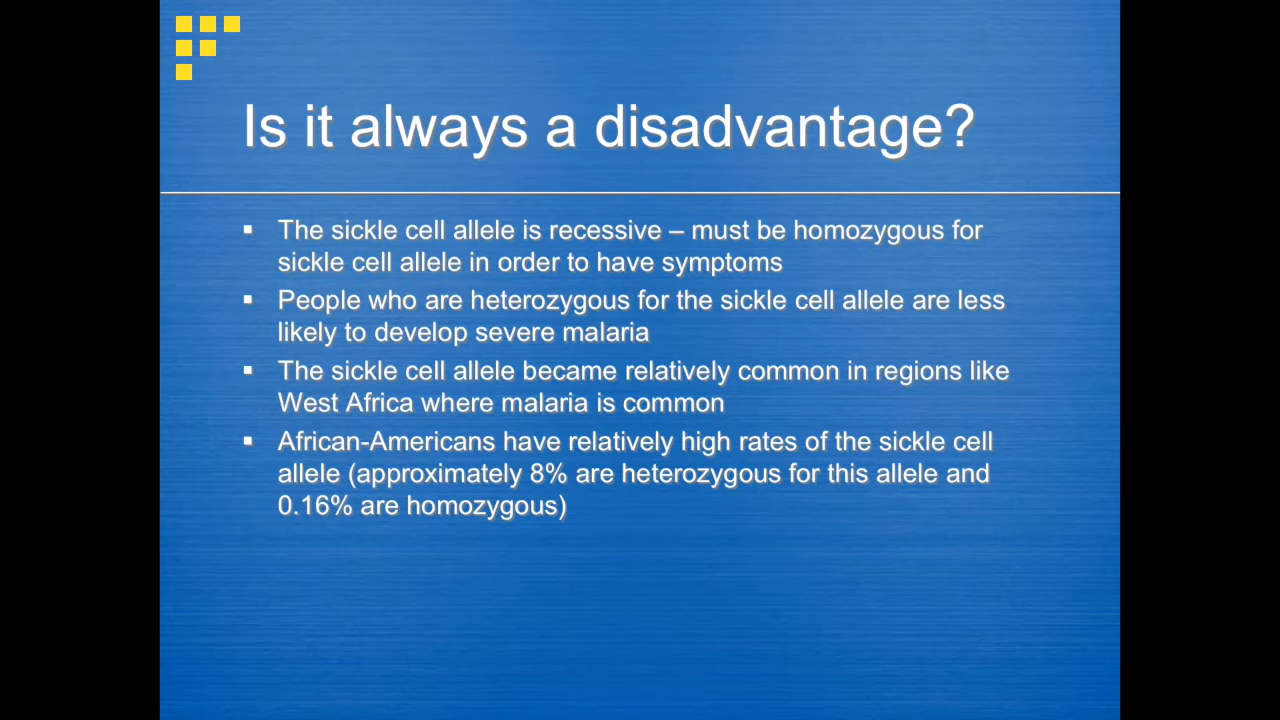 Is it always a disadvantage?
▪ The sickle cell allele is recessive – must be homozygous for
sickle cell allele in order to have symptoms
▪ People who are heterozygous for the sickle cell allele are less
likely to develop severe malaria
▪ The sickle cell allele became relatively common in regions like
West Africa where malaria is common
▪ African-Americans have relatively high rates of the sickle cell
allele (approximately 8% are heterozygous for this allele and
0.16% are homozygous)